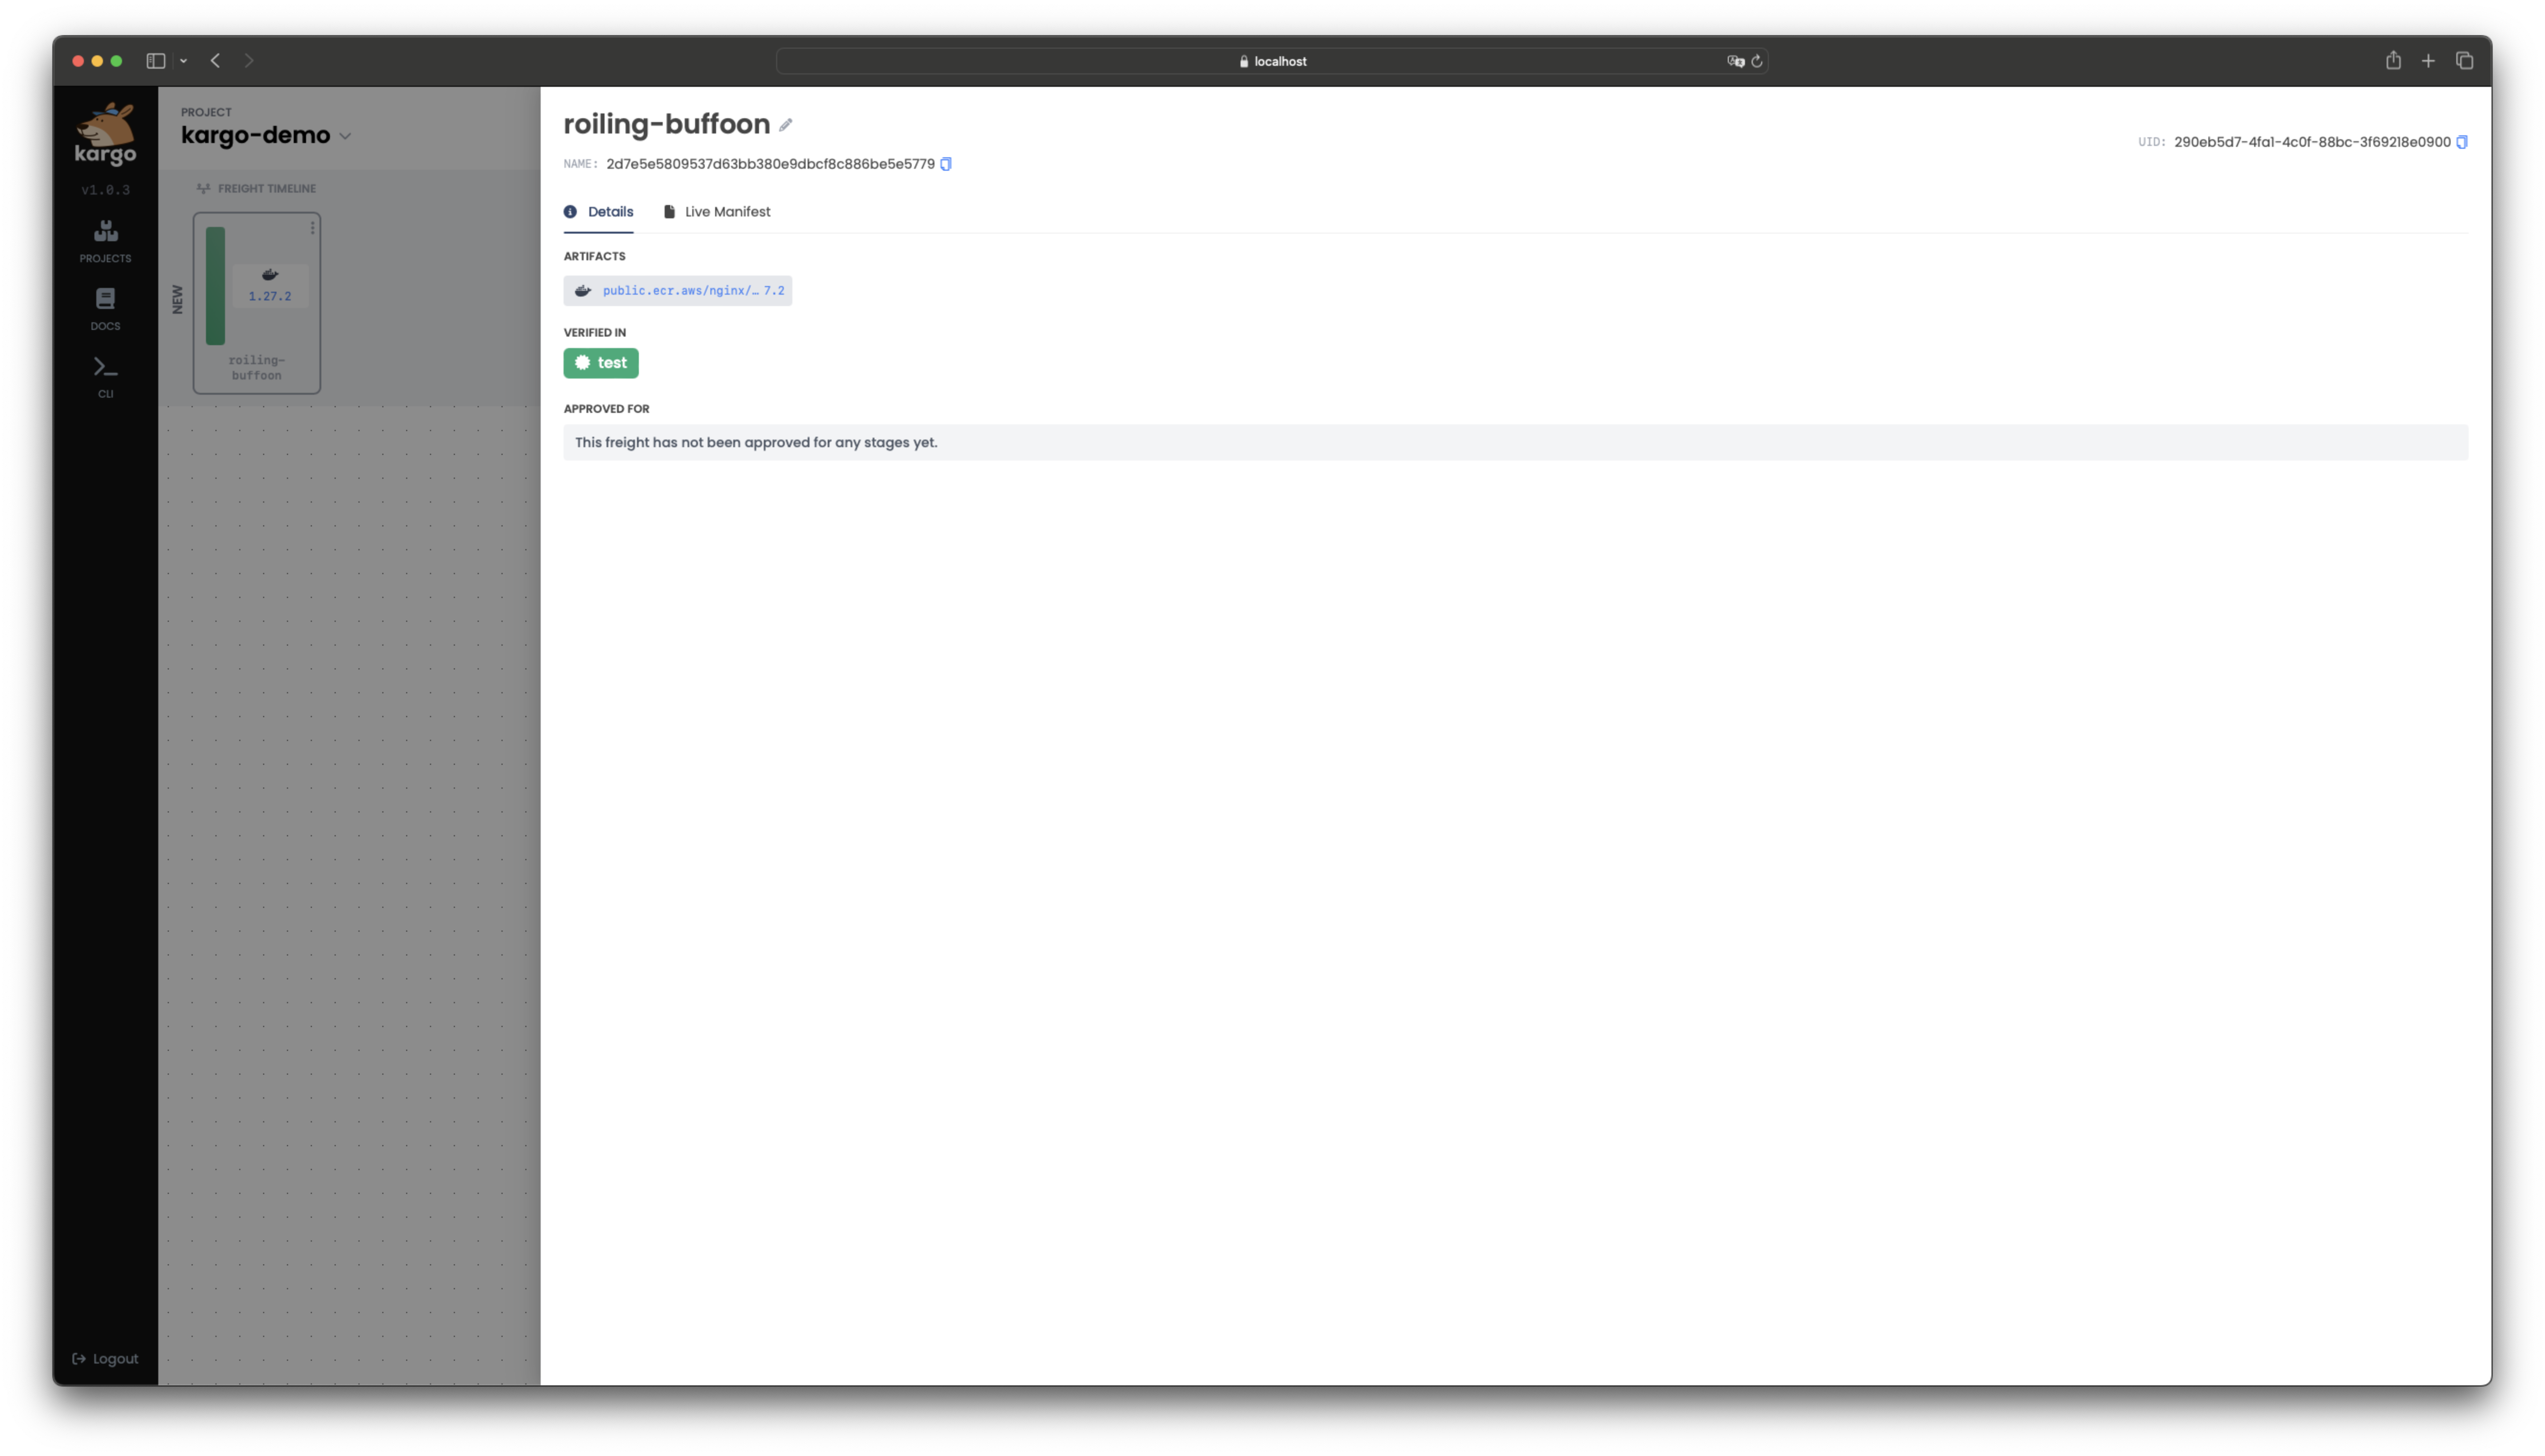 localhost
kargo
v1.0.3
PROJECTS
DOCS
CLI
Logout
PROJECT
kargo-demo
FREIGHT TIMELINE
NEW
1.27.2
roiling-
buffoon
roiling-buffoon
NAME: 2d7e5e5809537d63bb380e9dbcf8c886be5e5779
UID: 290eb5d7-4fa1-4c0f-88bc-3f69218e0900
Details
Live Manifest
ARTIFACTS
public.ecr.aws/nginx/… 7.2
VERIFIED IN
test
APPROVED FOR
This freight has not been approved for any stages yet.